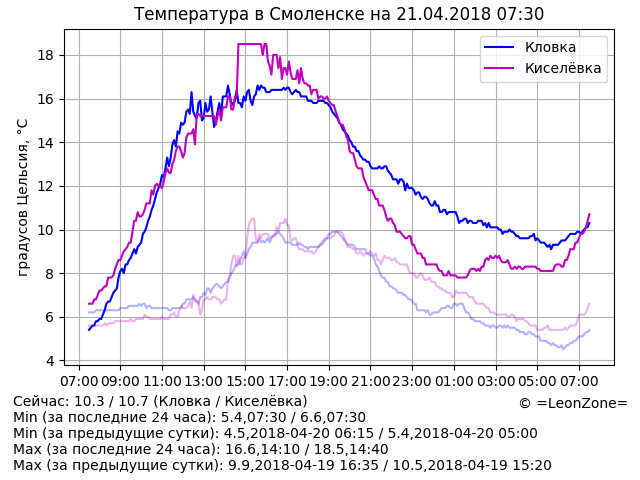 Температура в Смоленске на 21.04.2018 07:30
градусов Цельсия, °C
18
16
14
12
10
8
6
4
Кловка
Киселёвка
07:00 09:00 11:00 13:00 15:00 17:00 19:00 21:00 23:00 01:00 03:00 05:00 07:00
Сейчас: 10.3 / 10.7 (Кловка / Киселёвка)
© =LeonZone=
Min (за последние 24 часа): 5.4,07:30 / 6.6,07:30
Min (за предыдущие сутки): 4.5,2018-04-20 06:15 / 5.4,2018-04-20 05:00
Max (за последние 24 часа): 16.6,14:10 / 18.5,14:40
Max (за предыдущие сутки): 9.9,2018-04-19 16:35 / 10.5,2018-04-19 15:20